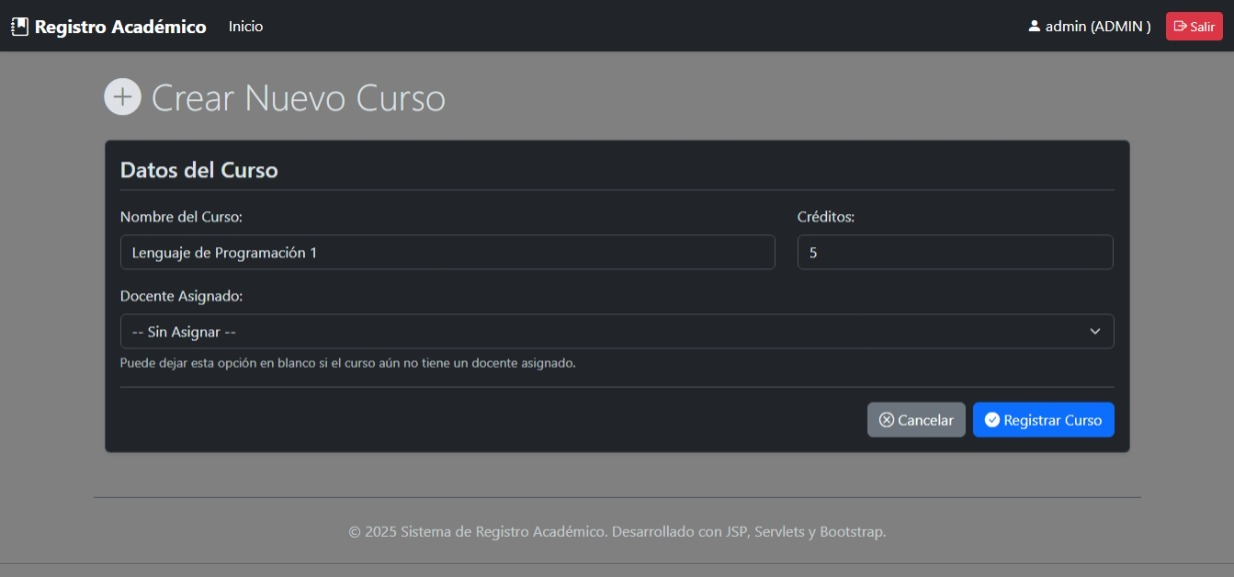 Registro Académico Inicio admin (ADMIN ) Salir
Crear Nuevo Curso
Datos del Curso
Nombre del Curso: Créditos:
Lenguaje de Programación 1 5
Docente Asignado:
-- Sin Asignar --
Puede dejar esta opción en blanco si el curso aún no tiene un docente asignado.
Cancelar Registrar Curso
© 2025 Sistema de Registro Académico. Desarrollado con JSP, Servlets y Bootstrap.